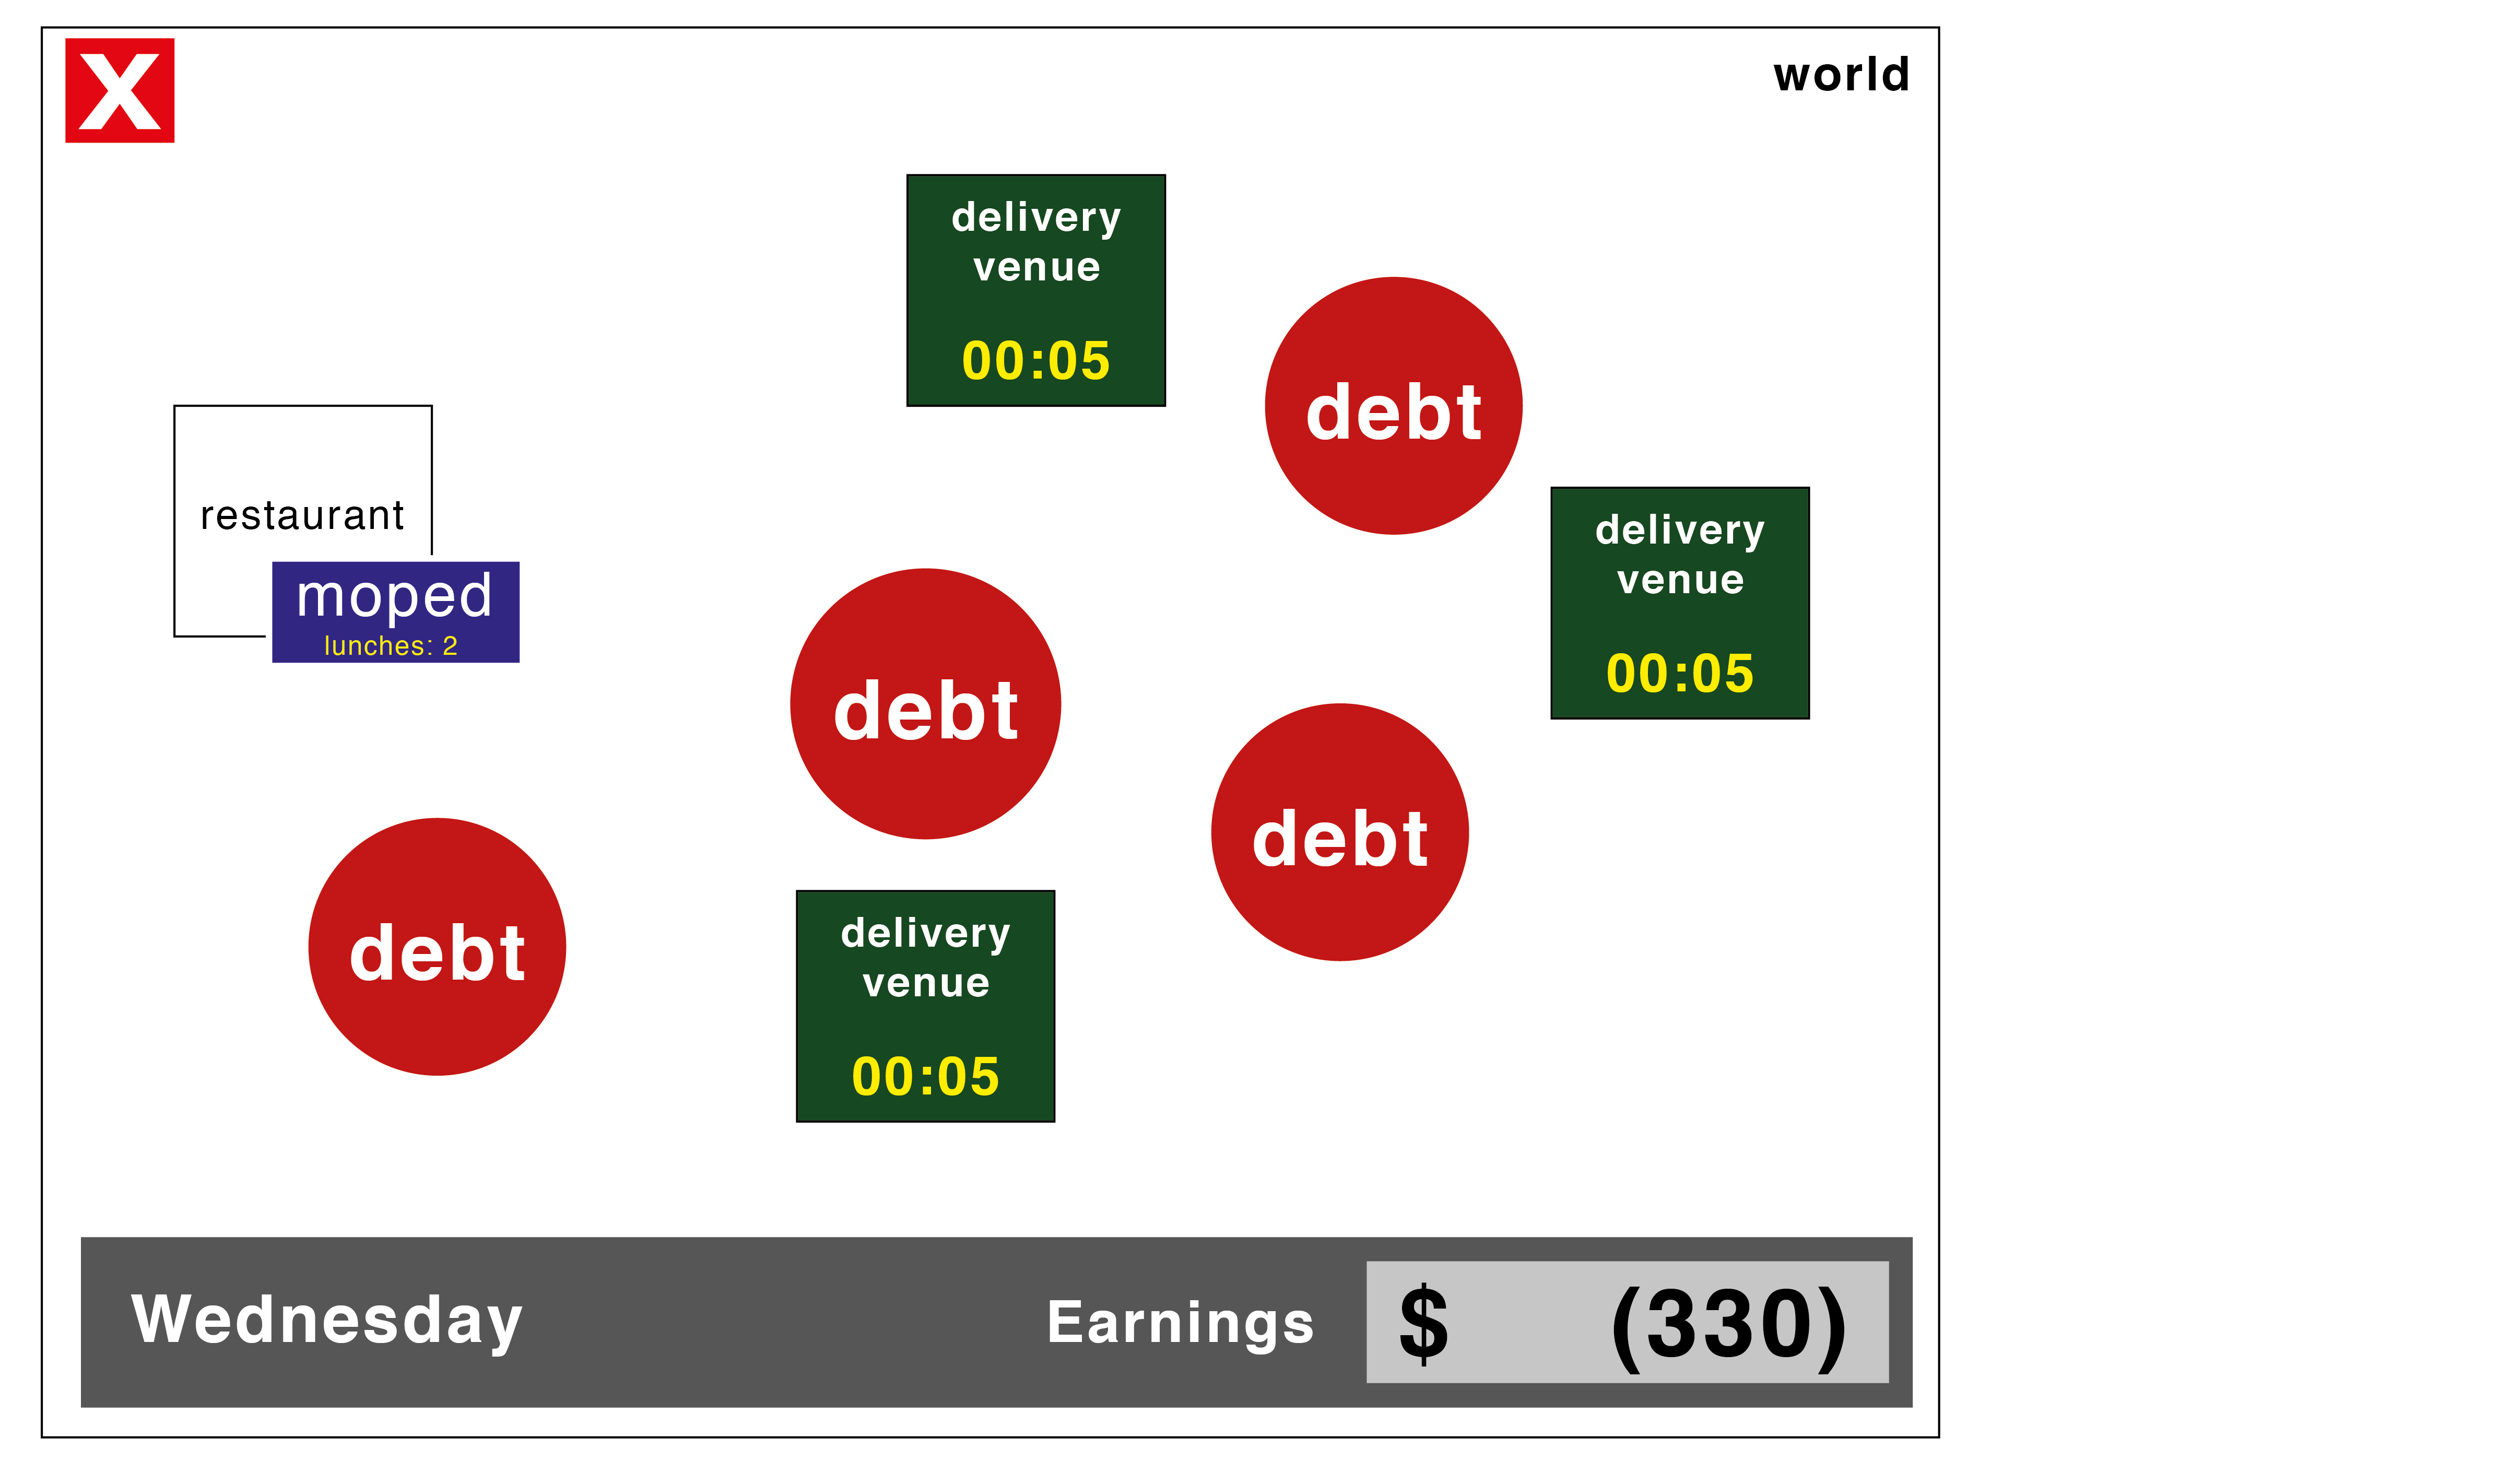 X
world
delivery
venue
00:05
debt
restaurant
moped
lunches: 2
delivery
venue
00:05
debt
debt
debt
delivery
venue
00:05
Wednesday
Earnings
$ (330)